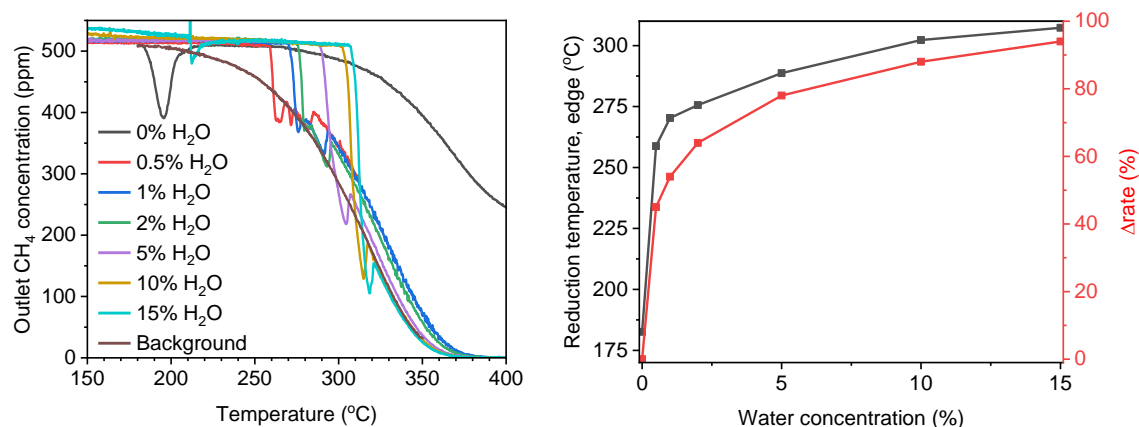 Outlet CH₄ concentration (ppm)
500
400
300
200
100
0
0% H₂O
0.5% H₂O
1% H₂O
2% H₂O
5% H₂O
10% H₂O
15% H₂O
Background
150 200 250 300 350 400
Temperature (ºC)
Reduction temperature, edge (ºC)
300
275
250
225
200
175
0 5 10 15
Water concentration (%)
100
80
60
40
20
0
Δrate (%)